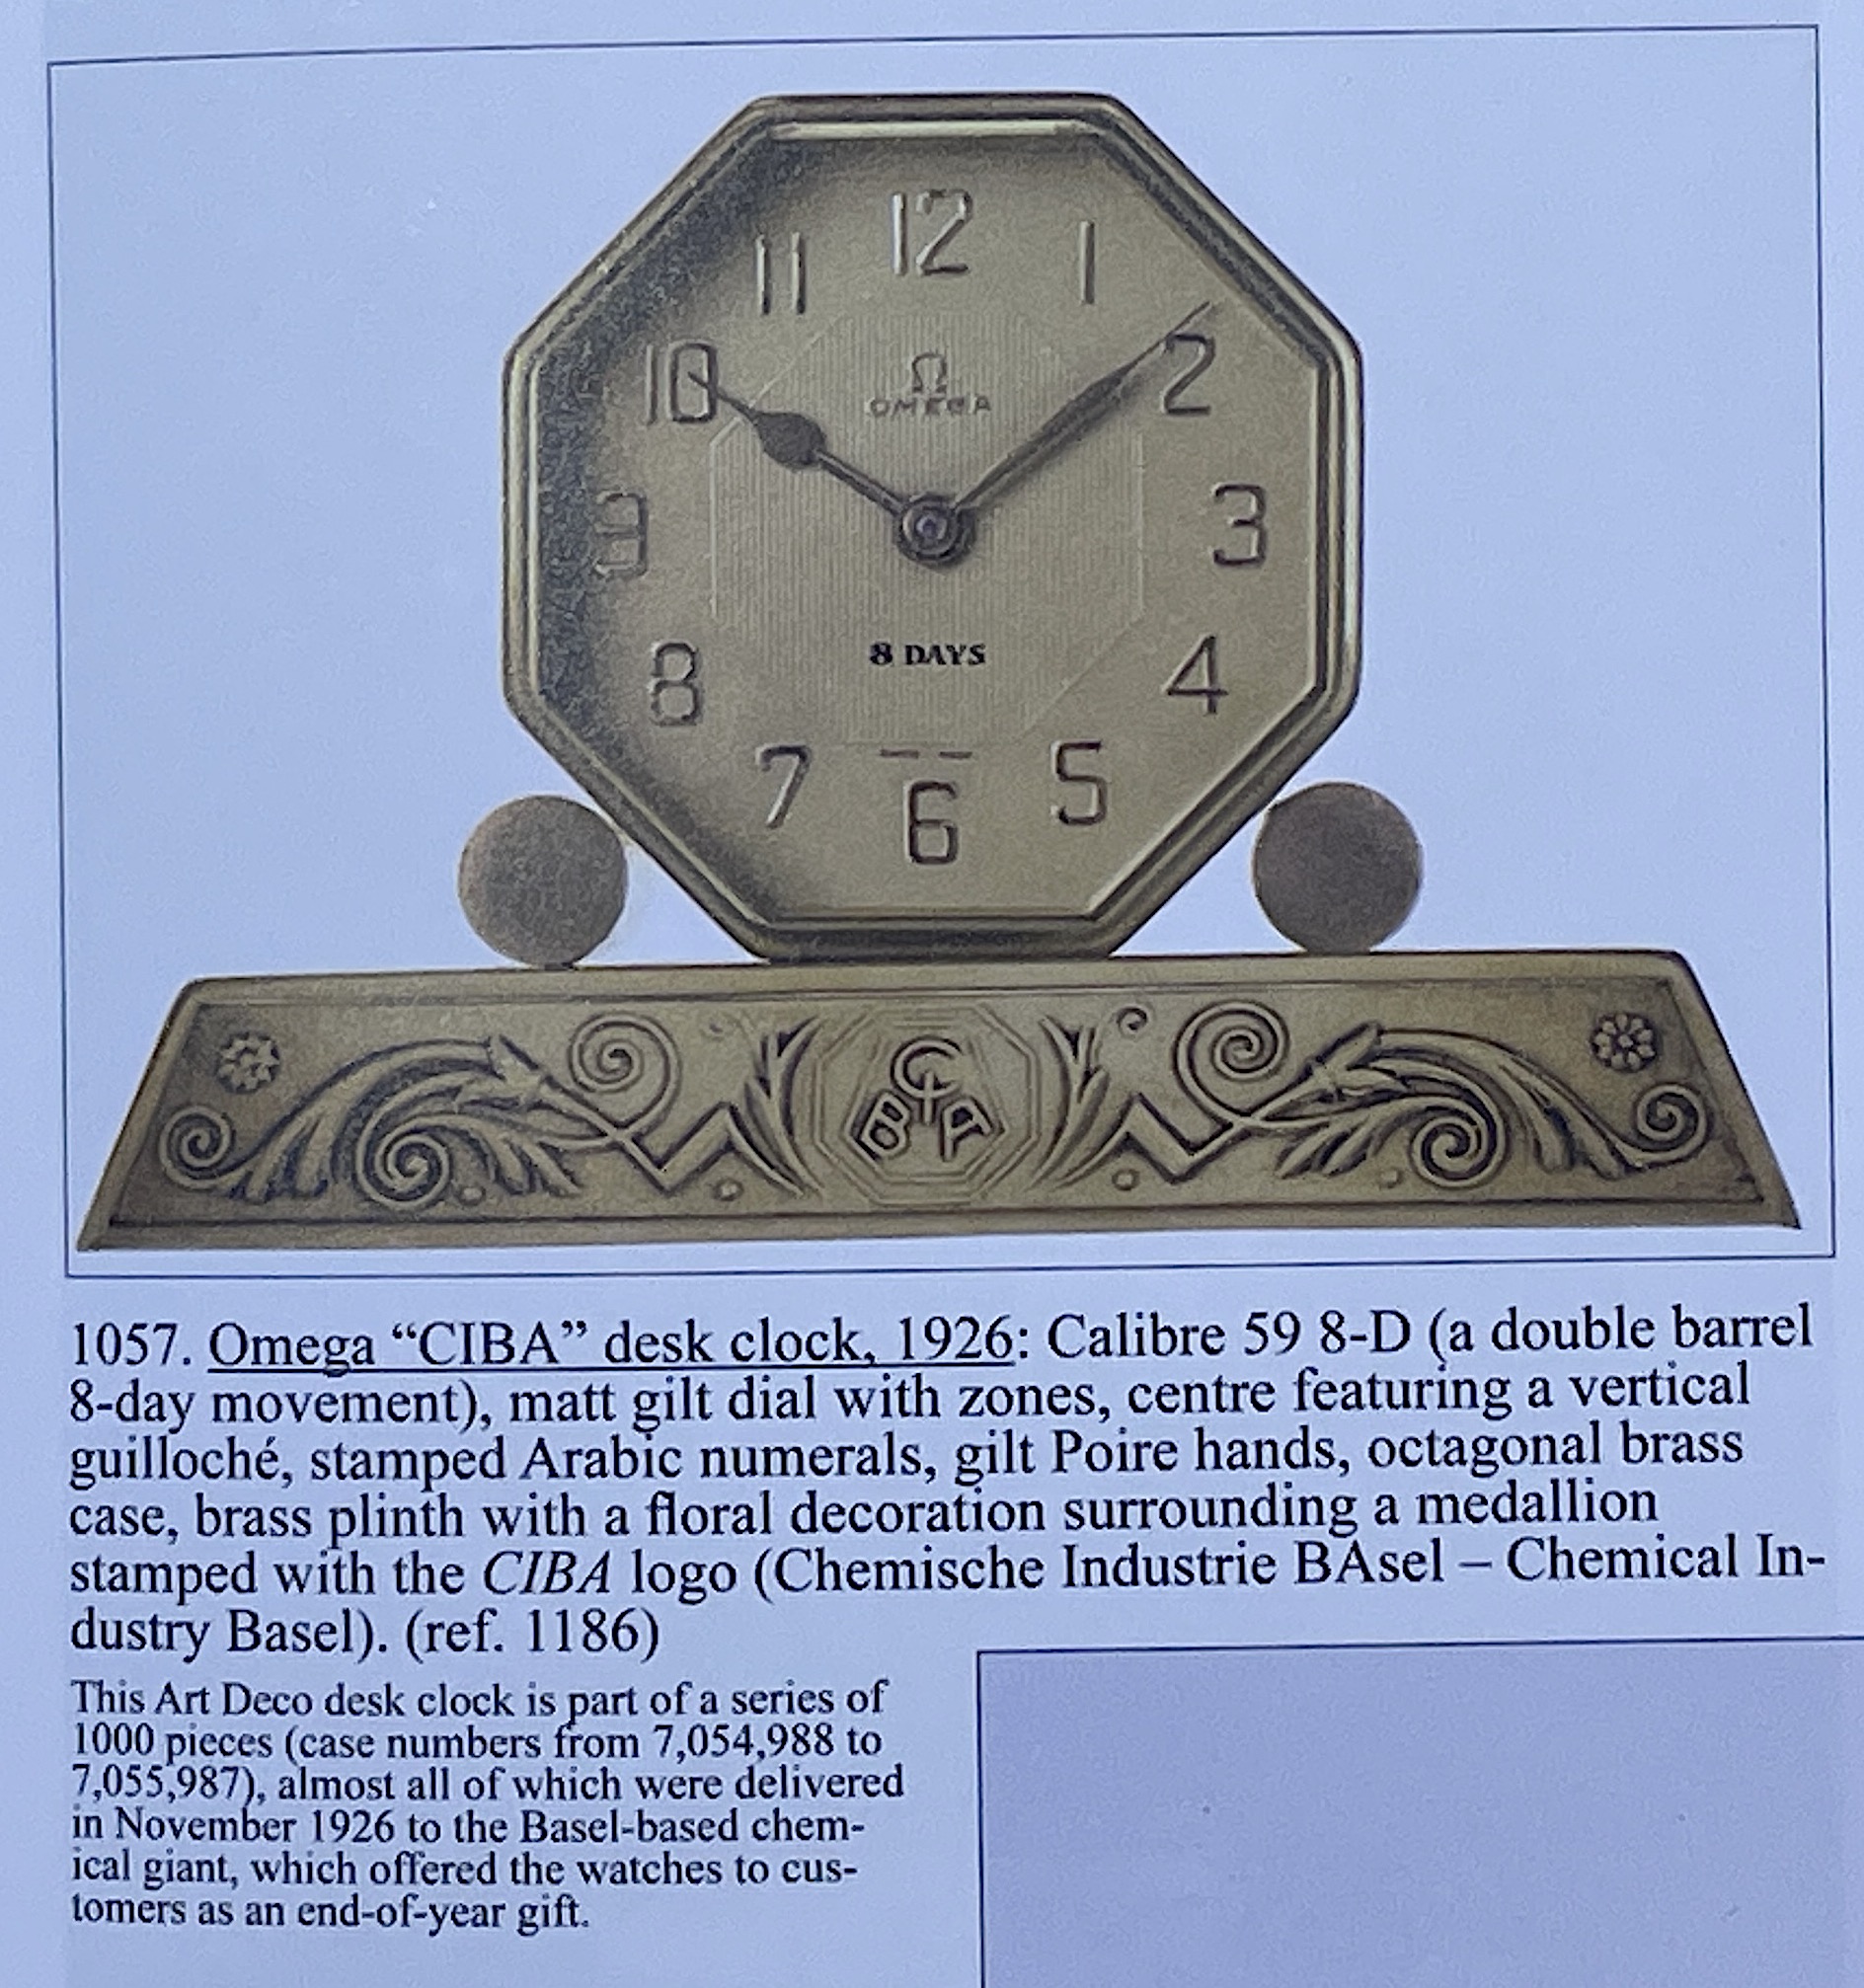 12
11 1
10 2
Ω
OMEGA
9 3
8 DAYS
8 4
7 5
6
CIBA
1057. Omega “CIBA” desk clock, 1926: Calibre 59 8-D (a double barrel
8-day movement), matt gilt dial with zones, centre featuring a vertical
guilloché, stamped Arabic numerals, gilt Poire hands, octagonal brass
case, brass plinth with a floral decoration surrounding a medallion
stamped with the CIBA logo (Chemische Industrie BAsel – Chemical In-
dustry Basel). (ref. 1186)
This Art Deco desk clock is part of a series of
1000 pieces (case numbers from 7,054,988 to
7,055,987), almost all of which were delivered
in November 1926 to the Basel-based chem-
ical giant, which offered the watches to cus-
tomers as an end-of-year gift.